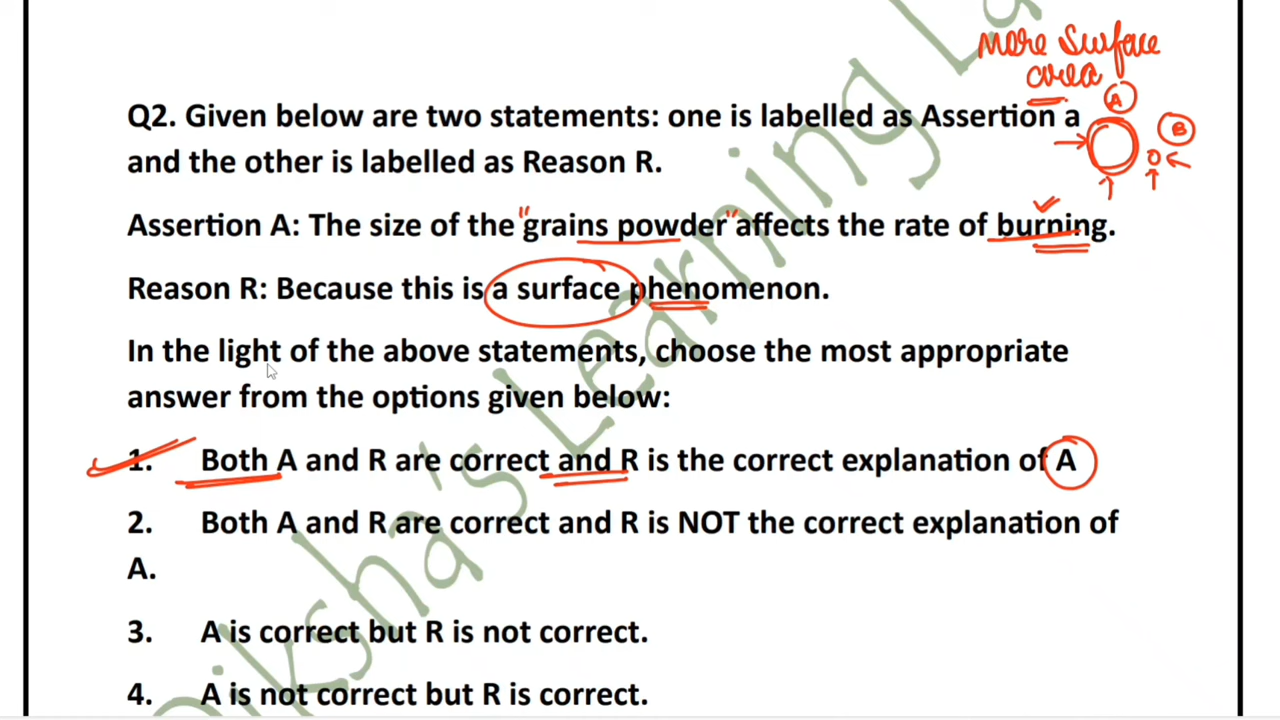 More Surface
area
A
Q2. Given below are two statements: one is labelled as Assertion a
B
and the other is labelled as Reason R.
Assertion A: The size of the "grains powder" affects the rate of burning.
Reason R: Because this is a surface phenomenon.
In the light of the above statements, choose the most appropriate
answer from the options given below:
1. Both A and R are correct and R is the correct explanation of A
2. Both A and R are correct and R is NOT the correct explanation of
A.
3. A is correct but R is not correct.
4. A is not correct but R is correct.
Diksha's Learning La